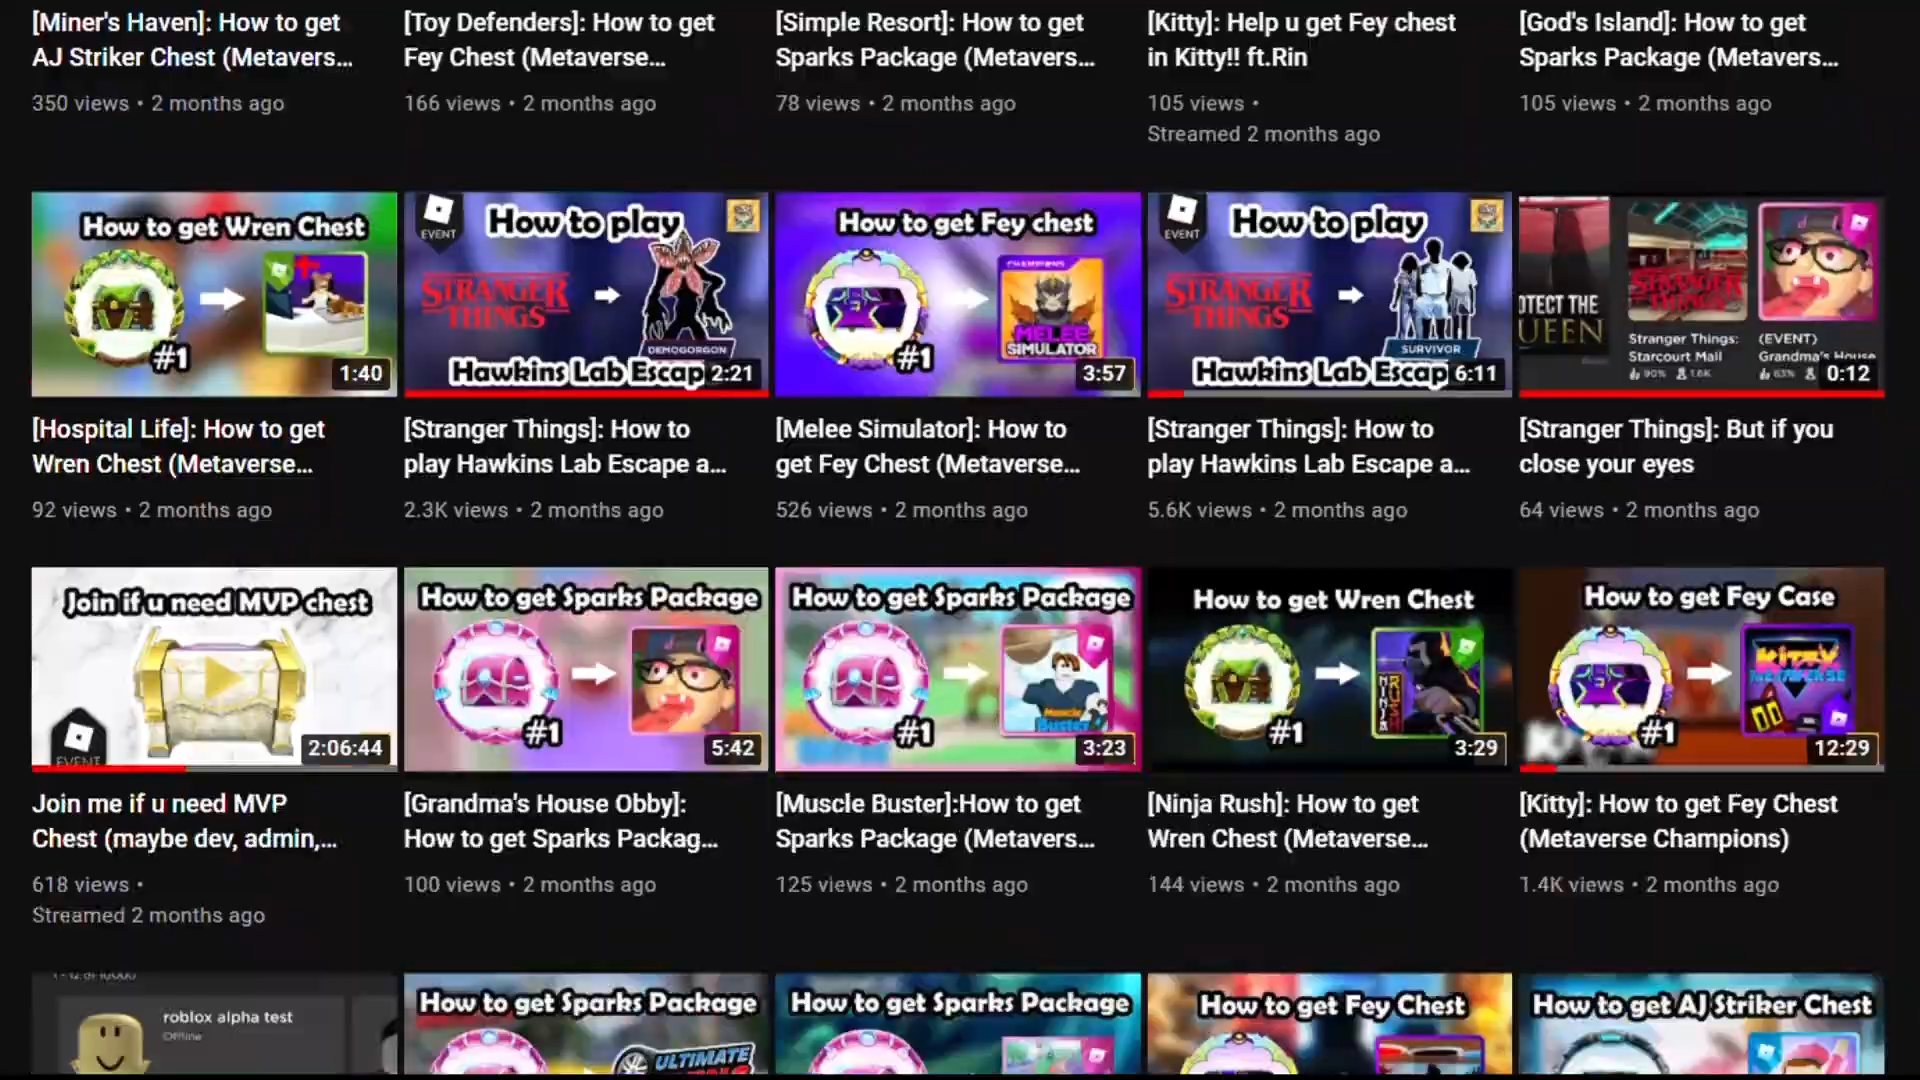 [Miner's Haven]: How to get
AJ Striker Chest (Metavers...
350 views • 2 months ago
[Toy Defenders]: How to get
Fey Chest (Metaverse...
166 views • 2 months ago
[Simple Resort]: How to get
Sparks Package (Metavers...
78 views • 2 months ago
[Kitty]: Help u get Fey chest
in Kitty!! ft.Rin
105 views •
Streamed 2 months ago
[God's Island]: How to get
Sparks Package (Metavers...
105 views • 2 months ago
How to get Wren Chest
#1
1:40
[Hospital Life]: How to get
Wren Chest (Metaverse...
92 views • 2 months ago
EVENT
How to play
STRANGER
THINGS
DEMOGORGON
Hawkins Lab Escap
2:21
[Stranger Things]: How to
play Hawkins Lab Escape a...
2.3K views • 2 months ago
How to get Fey chest
CHAMPIONS
MELEE
SIMULATOR
#1
3:57
[Melee Simulator]: How to
get Fey Chest (Metaverse...
526 views • 2 months ago
EVENT
How to play
STRANGER
THINGS
SURVIVOR
Hawkins Lab Escap
6:11
[Stranger Things]: How to
play Hawkins Lab Escape a...
5.6K views • 2 months ago
OTECT THE
UEEN
STRANGER
THINGS
Stranger Things:
Starcourt Mall
90% 1.6K
(EVENT)
Grandma's House
83%
0:12
[Stranger Things]: But if you
close your eyes
64 views • 2 months ago
Join if u need MVP chest
EVENT
2:06:44
Join me if u need MVP
Chest (maybe dev, admin,...
618 views •
Streamed 2 months ago
How to get Sparks Package
#1
5:42
[Grandma's House Obby]:
How to get Sparks Packag...
100 views • 2 months ago
How to get Sparks Package
Muscle
Buster
#1
3:23
[Muscle Buster]:How to get
Sparks Package (Metavers...
125 views • 2 months ago
How to get Wren Chest
NINJA
RUSH
#1
3:29
[Ninja Rush]: How to get
Wren Chest (Metaverse...
144 views • 2 months ago
How to get Fey Case
KITTY
#1
12:29
[Kitty]: How to get Fey Chest
(Metaverse Champions)
1.4K views • 2 months ago
roblox alpha test
Offline
How to get Sparks Package
ULTIMATE
How to get Sparks Package
How to get Fey Chest
How to get AJ Striker Chest